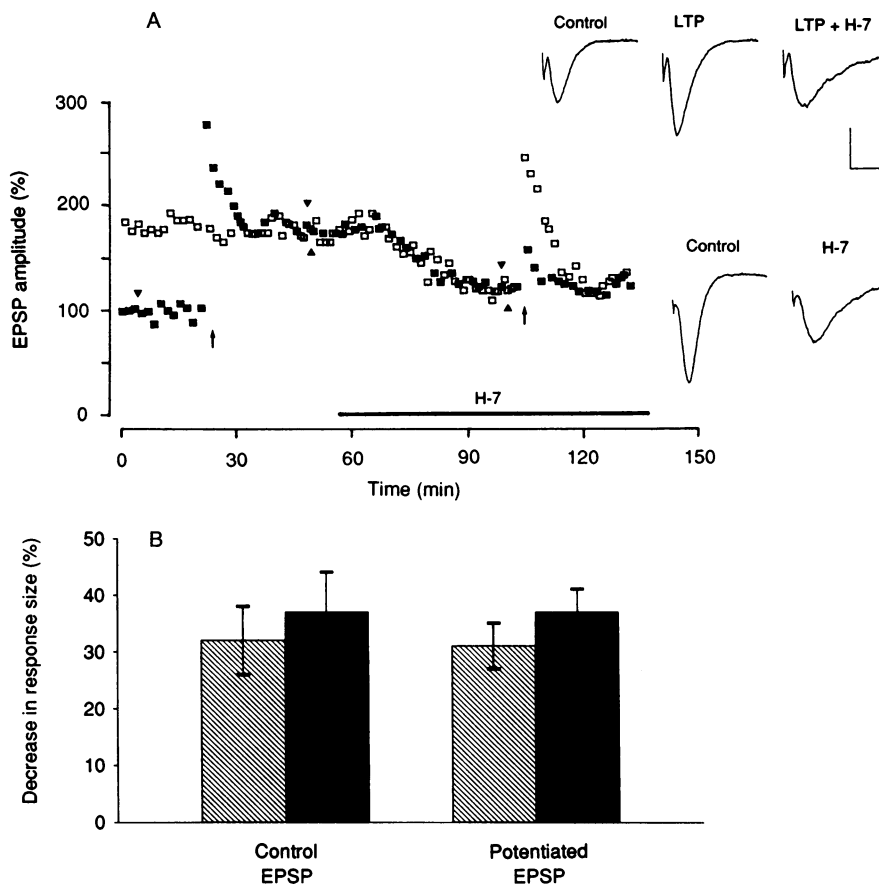 A
Control
LTP
LTP + H-7
300
200
100
0
EPSP amplitude (%)
Control
H-7
H-7
0 30 60 90 120 150
Time (min)
B
50
40
30
20
10
0
Decrease in response size (%)
Control
EPSP
Potentiated
EPSP